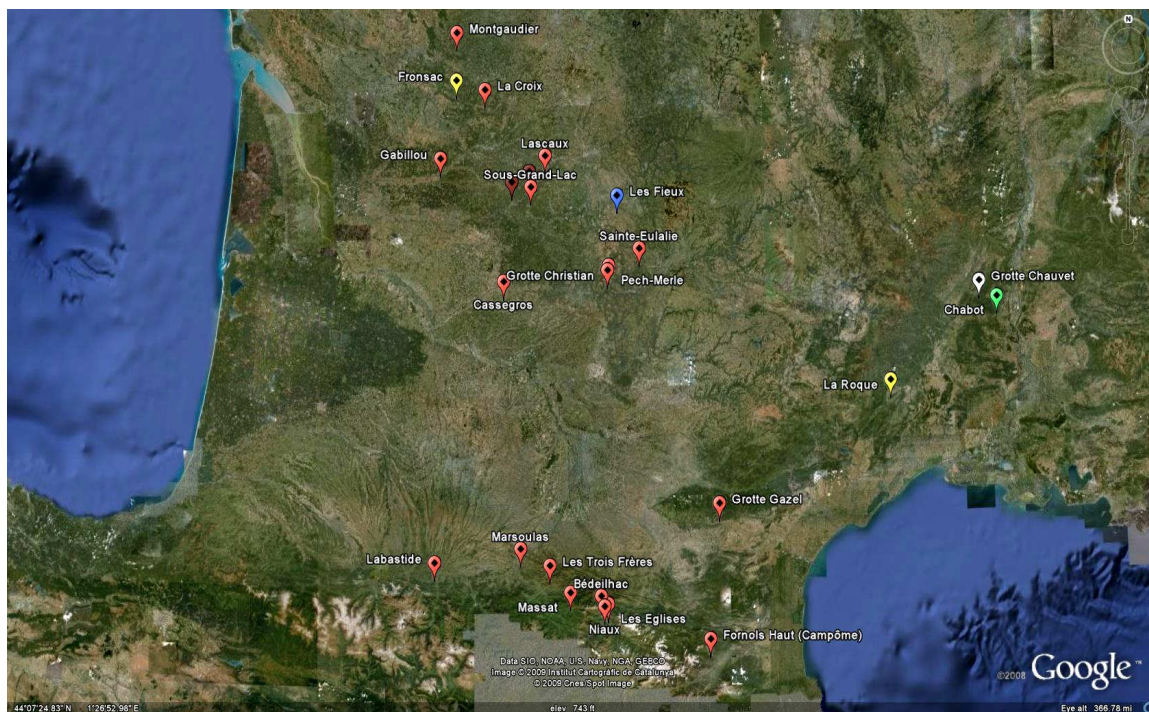 N
Montgaudier
Fronsac
La Croix
Lascaux
Gabillou
Sous-Grand-Lac
Les Fieux
Sainte-Eulalie
Grotte Christian
Pech-Merle
Cassegros
Grotte Chauvet
Chabot
La Roque
Grotte Gazel
Marsoulas
Labastide
Les Trois Frères
Bédeilhac
Massat
Les Eglises
Niaux
Fornols Haut (Campôme)
Data SIO, NOAA, U.S. Navy, NGA, GEBCO
Image © 2009 Institut Cartogràfic de Catalunya
© 2009 Cnes/Spot Image
©2008 Google™
44°07'24.83" N 1°26'52.98" E elev 743 ft Eye alt 366.78 mi